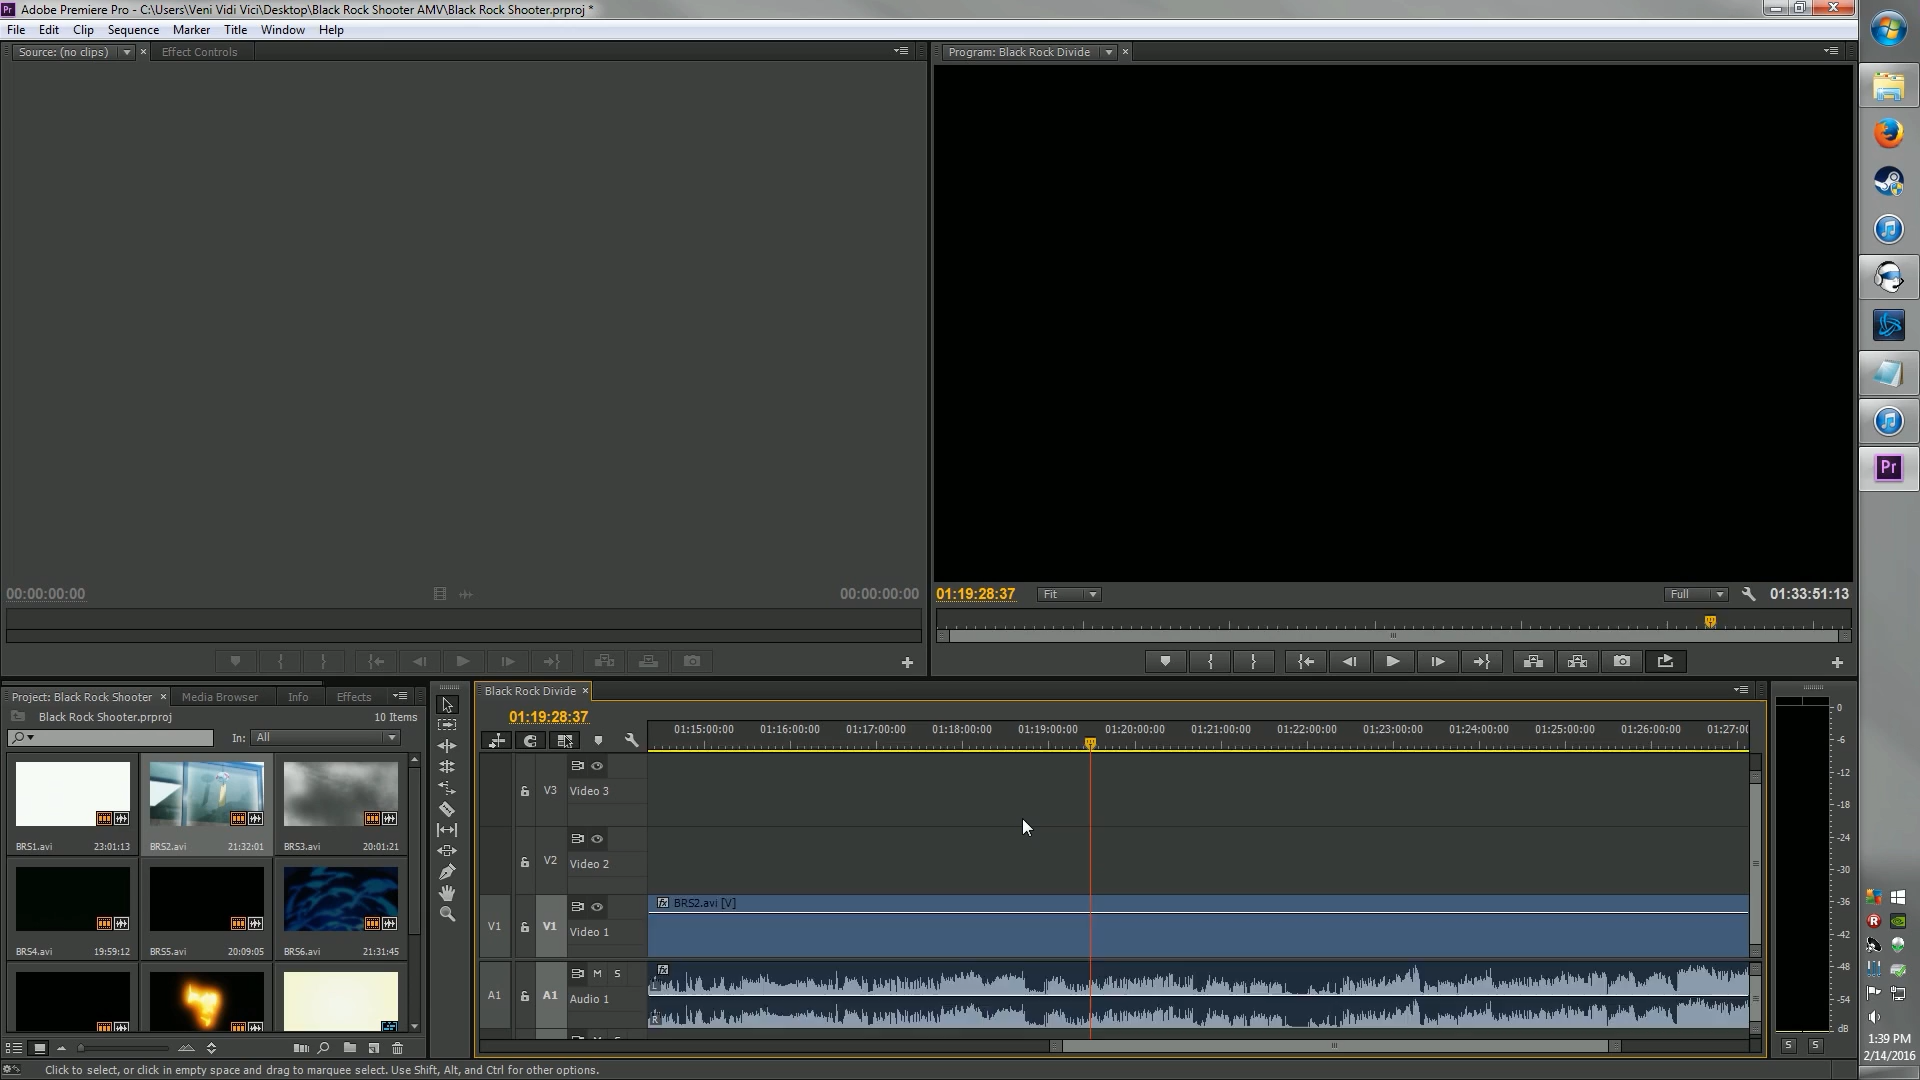 Pr Adobe Premiere Pro - C:\Users\Veni Vidi Vici\Desktop\Black Rock Shooter AMV\Black Rock Shooter.prproj *
File Edit Clip Sequence Marker Title Window Help
Source: (no clips) Effect Controls
Program: Black Rock Divide
00:00:00:00 00:00:00:00
01:19:28:37 Fit Full 01:33:51:13
Project: Black Rock Shooter Media Browser Info Effects
Black Rock Shooter.prproj 10 Items
In: All
BRS1.avi 23:01:13
BRS2.avi 21:32:01
BRS3.avi 20:01:21
BRS4.avi 19:59:12
BRS5.avi 20:09:05
BRS6.avi 21:31:45
Black Rock Divide
01:19:28:37
01:15:00:00 01:16:00:00 01:17:00:00 01:18:00:00 01:19:00:00 01:20:00:00 01:21:00:00 01:22:00:00 01:23:00:00 01:24:00:00 01:25:00:00 01:26:00:00 01:27:00
V3 Video 3
V2 Video 2
fx BRS2.avi [V]
V1 V1 Video 1
M S
fx
L
A1 A1 Audio 1
R
0
-6
-12
-18
-24
-30
-36
-42
-48
-54
dB
S S
Click to select, or click in empty space and drag to marquee select. Use Shift, Alt, and Ctrl for other options.
Pr
1:39 PM
2/14/2016